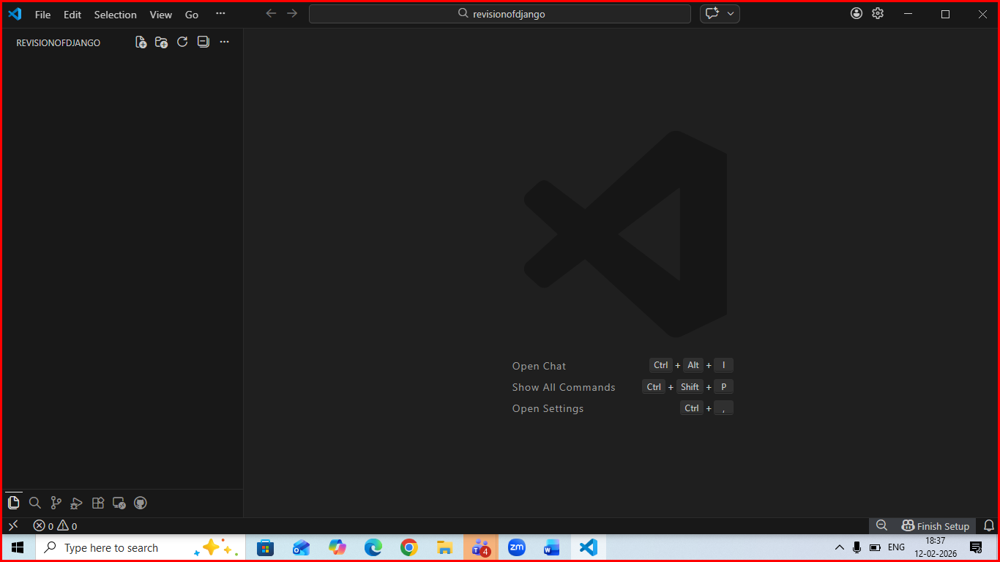 File Edit Selection View Go ··· revisionofdjango
REVISIONOFDJANGO
Open Chat Ctrl + Alt + I
Show All Commands Ctrl + Shift + P
Open Settings Ctrl + ,
0 0 Finish Setup
Type here to search 4 zm ENG 18:37
12-02-2026